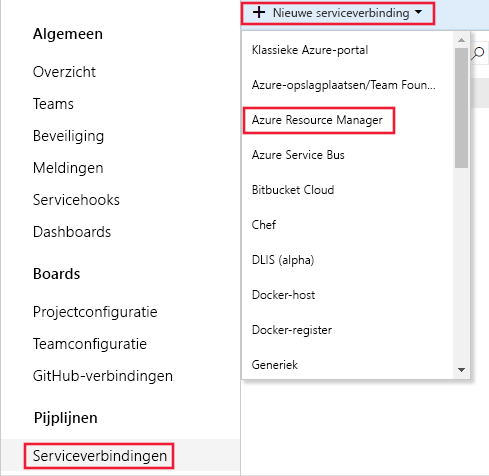 Algemeen
Overzicht
Teams
Beveiliging
Meldingen
Servicehooks
Dashboards
Boards
Projectconfiguratie
Teamconfiguratie
GitHub-verbindingen
Pijplijnen
Serviceverbindingen
+ Nieuwe serviceverbinding
Klassieke Azure-portal
Azure-opslagplaatsen/Team Foun...
Azure Resource Manager
Azure Service Bus
Bitbucket Cloud
Chef
DLIS (alpha)
Docker-host
Docker-register
Generiek